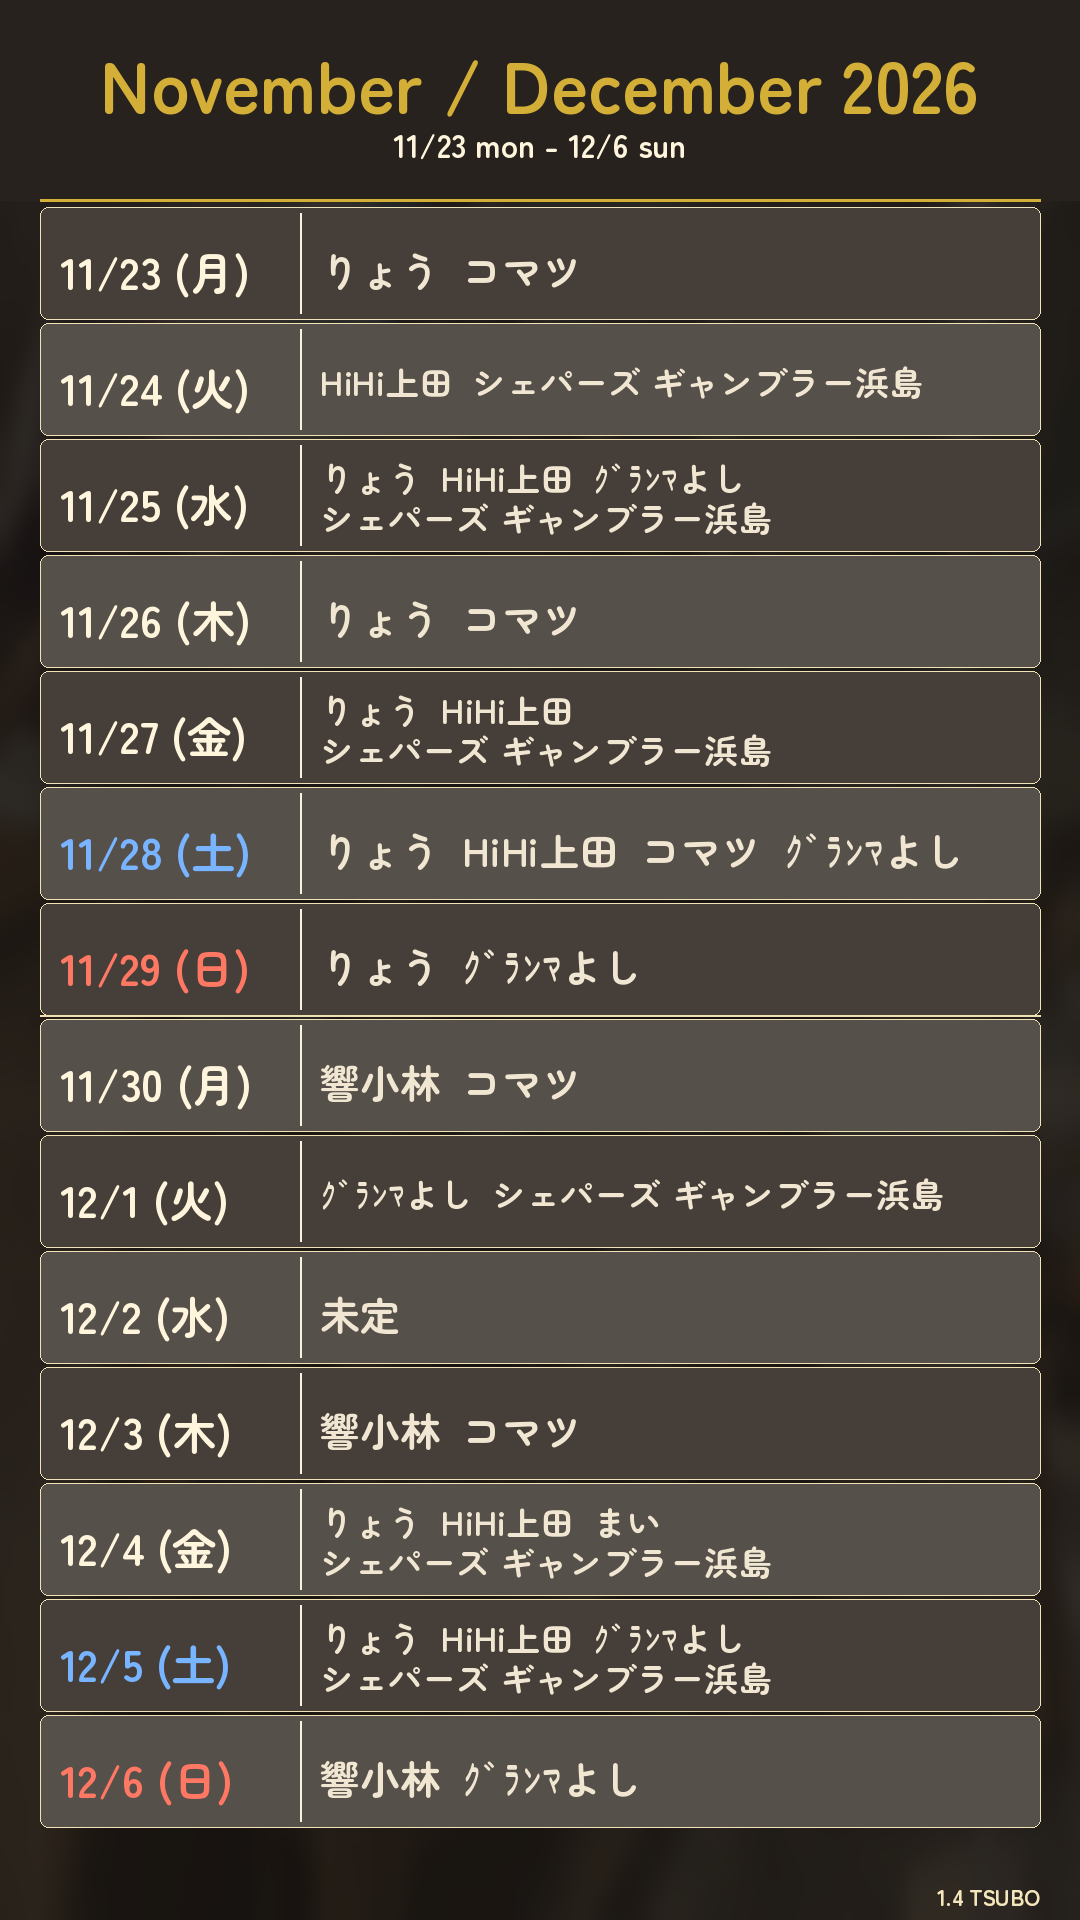 November / December 2026
11/23 mon - 12/6 sun
11/23 (月) りょう コマツ
11/24 (火) HiHi上田 シェパーズ ギャンブラー浜島
11/25 (水) りょう HiHi上田 グランマよし
シェパーズ ギャンブラー浜島
11/26 (木) りょう コマツ
11/27 (金) りょう HiHi上田
シェパーズ ギャンブラー浜島
11/28 (土) りょう HiHi上田 コマツ グランマよし
11/29 (日) りょう グランマよし
11/30 (月) 響小林 コマツ
12/1 (火) グランマよし シェパーズ ギャンブラー浜島
12/2 (水) 未定
12/3 (木) 響小林 コマツ
12/4 (金) りょう HiHi上田 まい
シェパーズ ギャンブラー浜島
12/5 (土) りょう HiHi上田 グランマよし
シェパーズ ギャンブラー浜島
12/6 (日) 響小林 グランマよし
1.4 TSUBO